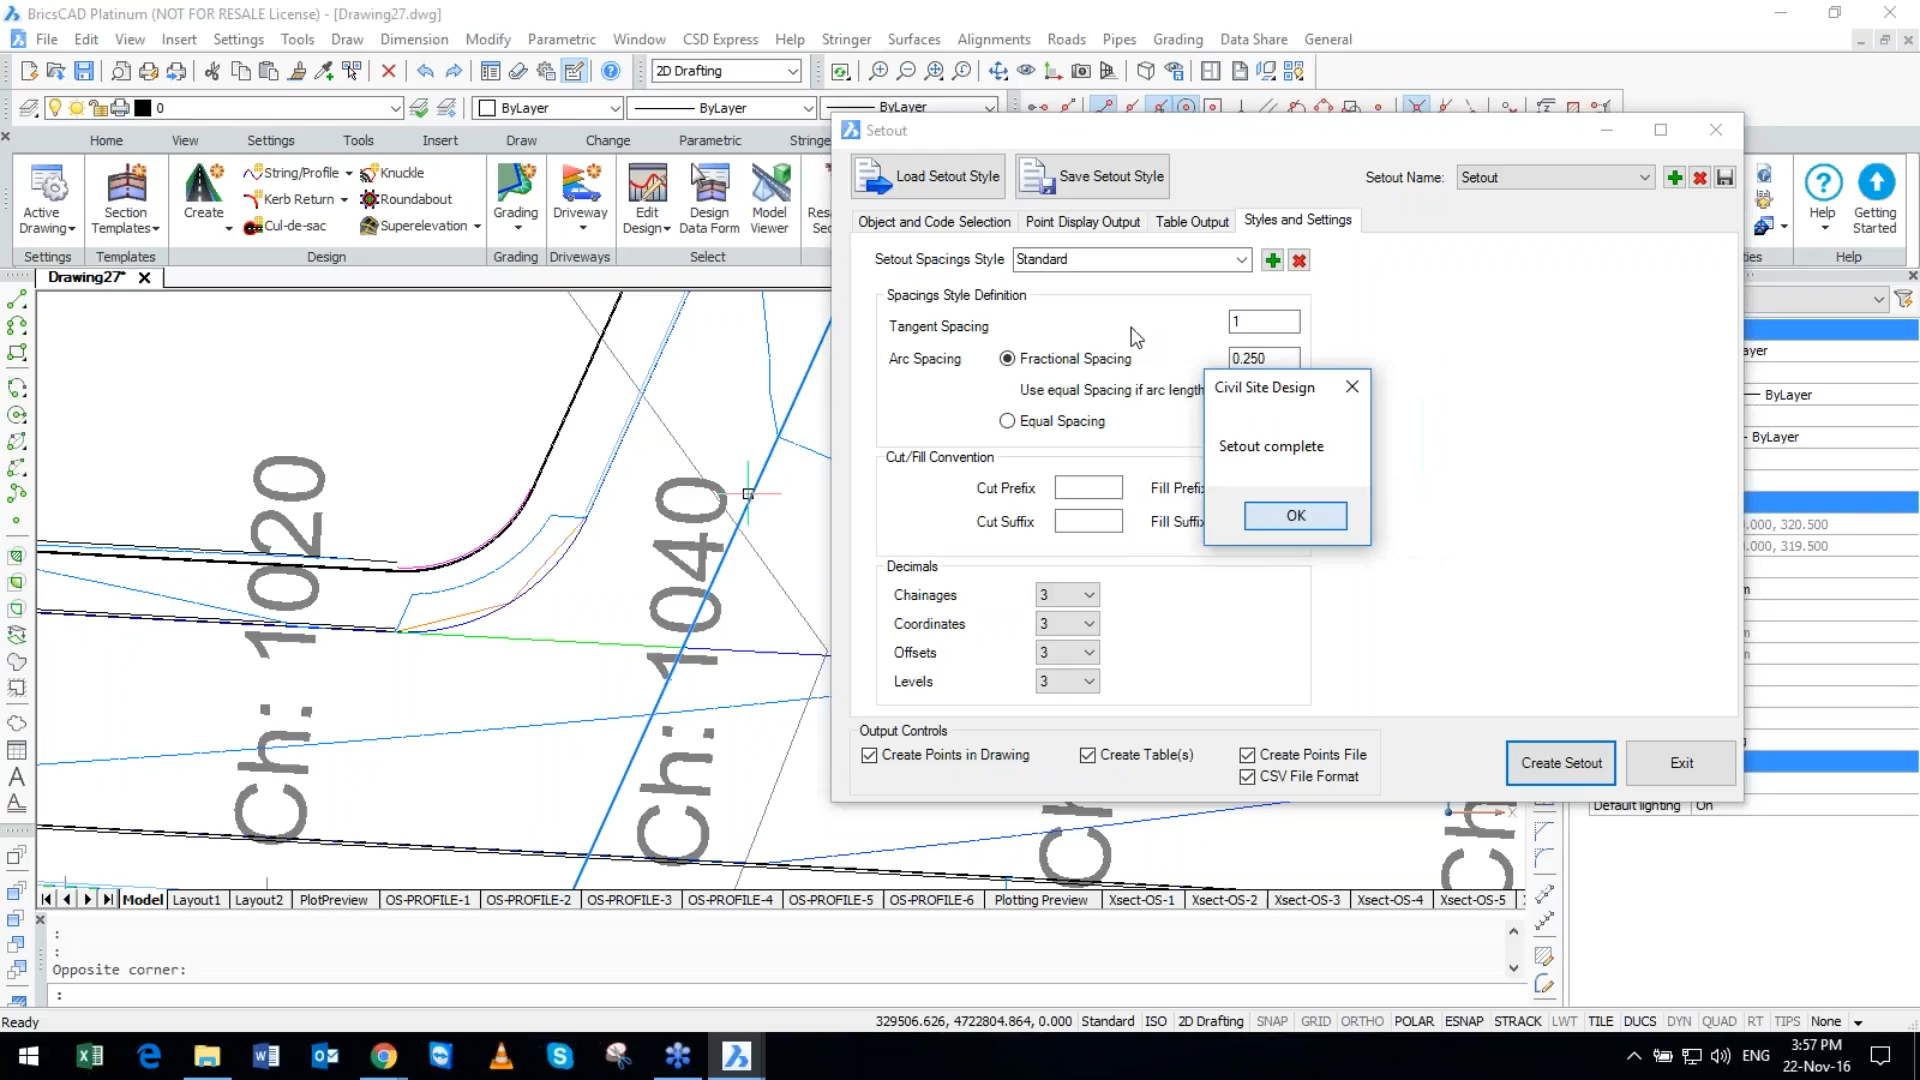 BricsCAD Platinum (NOT FOR RESALE License) - [Drawing27.dwg]
File Edit View Insert Settings Tools Draw Dimension Modify Parametric Window CSD Express Help Stringer Surfaces Alignments Roads Pipes Grading Data Share General
2D Drafting
0 ByLayer ByLayer ByLayer
Home View Settings Tools Insert Draw Change Parametric Stringe
Active Drawing
Section Templates
Create
String/Profile
Kerb Return
Cul-de-sac
Knuckle
Roundabout
Superelevation
Grading
Driveway
Edit Design
Design Data Form
Model Viewer
Help
Getting Started
Settings Templates Design Grading Driveways Select Help
Drawing27*
Setout
Load Setout Style
Save Setout Style
Setout Name: Setout
Object and Code Selection Point Display Output Table Output Styles and Settings
Setout Spacings Style Standard
Spacings Style Definition
Tangent Spacing 1
Arc Spacing Fractional Spacing 0.250
Use equal Spacing if arc length
Equal Spacing
Cut/Fill Convention
Cut Prefix Fill Prefi
Cut Suffix Fill Suffi
Civil Site Design
Setout complete
OK
Decimals
Chainages 3
Coordinates 3
Offsets 3
Levels 3
Output Controls
Create Points in Drawing Create Table(s) Create Points File
CSV File Format
Create Setout Exit
ayer
ByLayer
ByLayer
.000, 320.500
.000, 319.500
Default lighting On
Ch: 1020
Ch: 1040
Ch
Ch
X
Model Layout1 Layout2 PlotPreview OS-PROFILE-1 OS-PROFILE-2 OS-PROFILE-3 OS-PROFILE-4 OS-PROFILE-5 OS-PROFILE-6 Plotting Preview Xsect-OS-1 Xsect-OS-2 Xsect-OS-3 Xsect-OS-4 Xsect-OS-5
:
:
Opposite corner:
:
Ready 329506.626, 4722804.864, 0.000 Standard ISO 2D Drafting SNAP GRID ORTHO POLAR ESNAP STRACK LWT TILE DUCS DYN QUAD RT TIPS None
ENG 3:57 PM
22-Nov-16